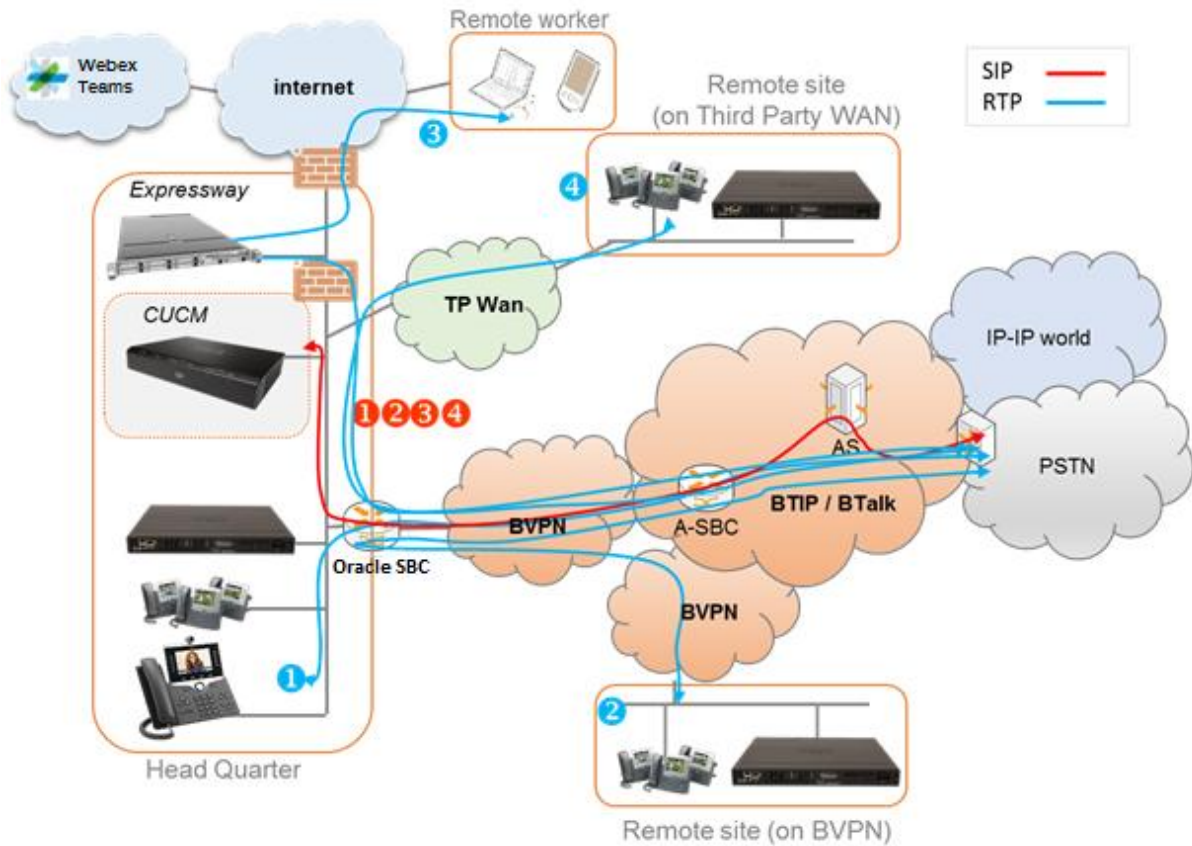 Remote worker
Webex
Teams
internet
SIP
RTP
Remote site
(on Third Party WAN)
3
4
Expressway
TP Wan
CUCM
IP-IP world
1 2 3 4
AS
PSTN
BTIP / BTalk
BVPN
A-SBC
Oracle SBC
BVPN
1
2
Head Quarter
Remote site (on BVPN)